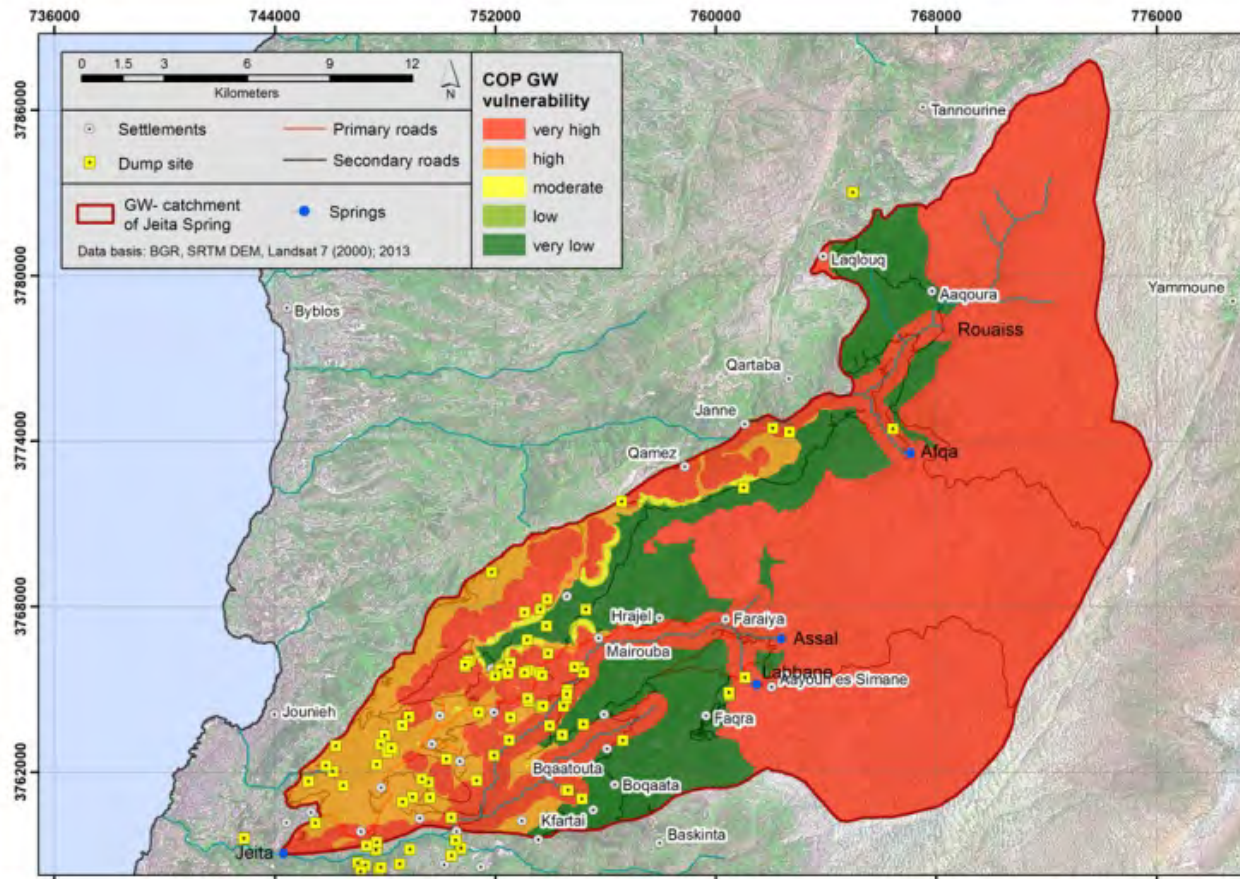 736000 744000 752000 760000 768000 776000
0 1.5 3 6 9 12
Kilometers
N
Settlements
Primary roads
Dump site
Secondary roads
GW- catchment
of Jeita Spring
Springs
Data basis: BGR, SRTM DEM, Landsat 7 (2000); 2013
COP GW
vulnerability
very high
high
moderate
low
very low
3786000
3780000
3774000
3768000
3762000
Tannourine
Laqlouq
Yammoune
Aaqoura
Byblos
Rouaiss
Qartaba
Janne
Afqa
Qamez
Hrajel
Faraiya
Assal
Mairouba
Labbane
Aayoun es Simane
Jounieh
Faqra
Bqaatouta
Boqaata
Kfartai
Baskinta
Jeita